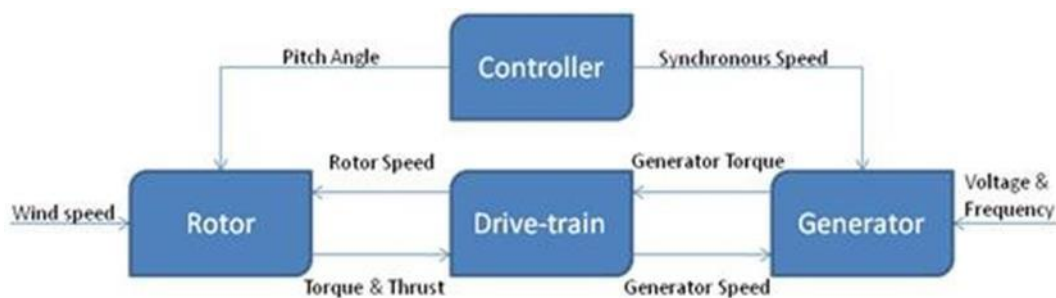 Pitch Angle
Controller
Synchronous Speed
Rotor Speed
Generator Torque
Wind speed
Rotor
Drive-train
Generator
Voltage &
Frequency
Torque & Thrust
Generator Speed